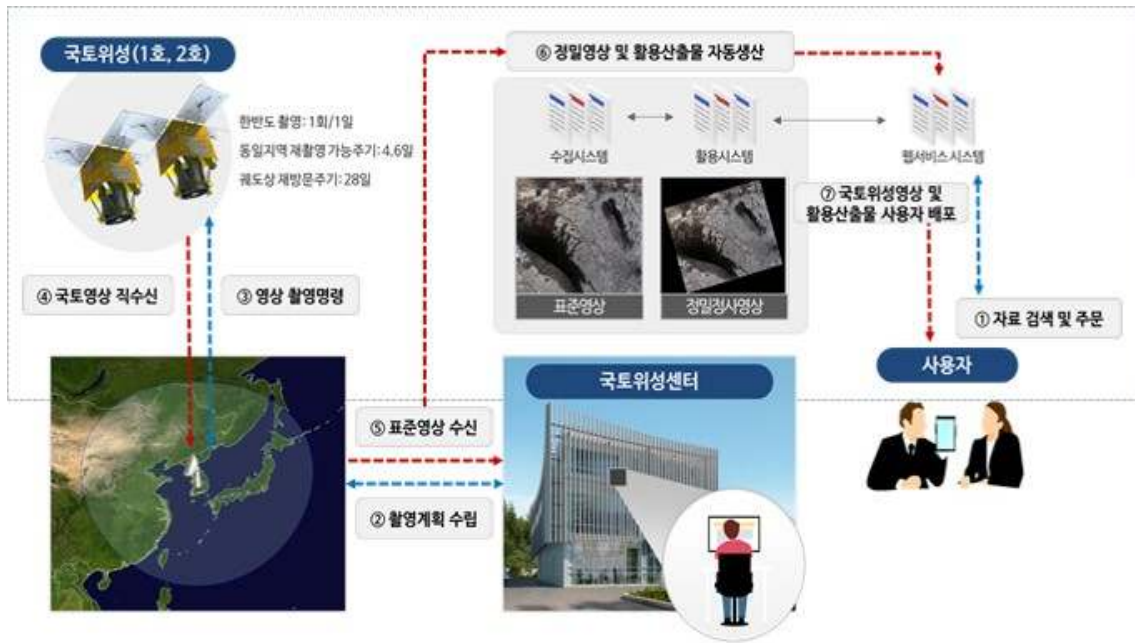 국토위성(1호, 2호)
한반도 촬영: 1회/1일
동일지역 재촬영 가능주기: 4.6일
궤도상 재방문주기: 28일
⑥ 정밀영상 및 활용산출물 자동생산
수집시스템
활용시스템
웹서비스 시스템
표준영상
정밀정사영상
⑦ 국토위성영상 및
활용산출물 사용자 배포
④ 국토영상 직수신
③ 영상 촬영명령
① 자료 검색 및 주문
사용자
국토위성센터
⑤ 표준영상 수신
② 촬영계획 수립